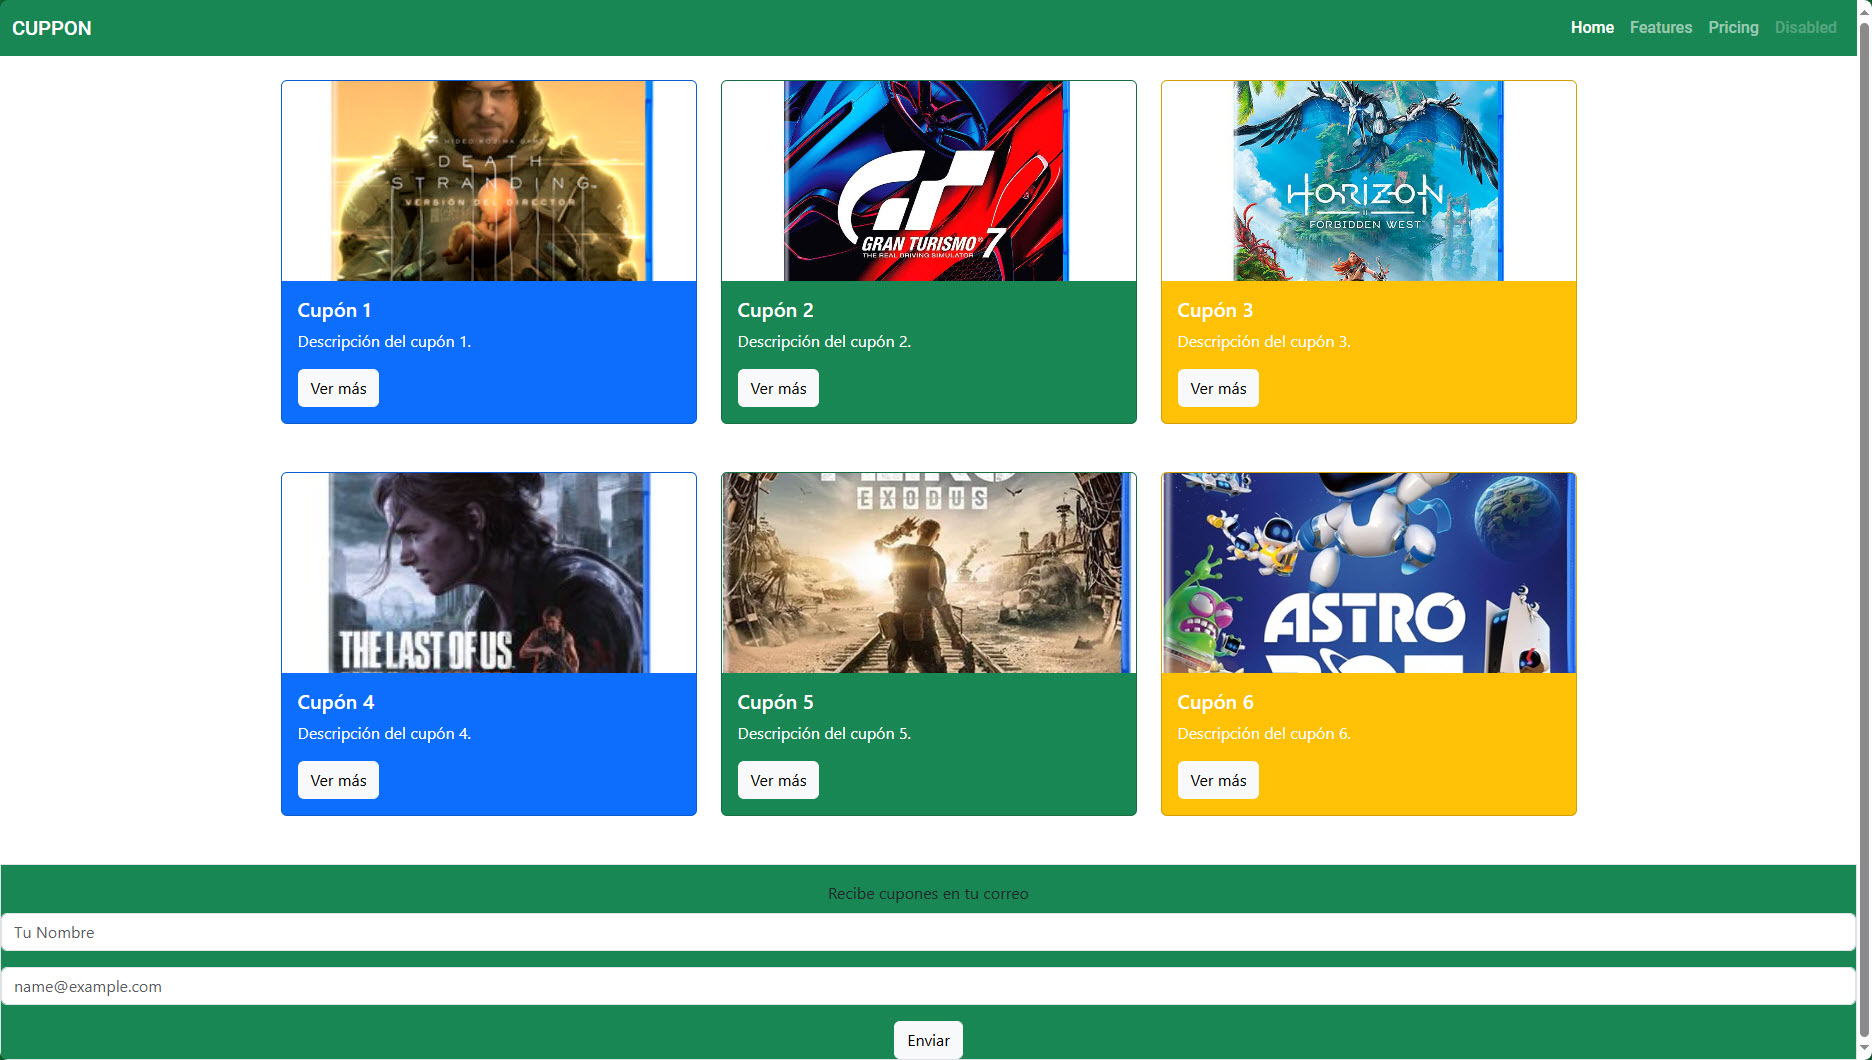 CUPPON
Home Features Pricing Disabled
A HIDEO KOJIMA GAME
DEATH
STRANDING
VERSIÓN DEL DIRECTOR
GT
GRAN TURISMO 7
THE REAL DRIVING SIMULATOR
HORIZON
FORBIDDEN WEST
Cupón 1
Descripción del cupón 1.
Ver más
Cupón 2
Descripción del cupón 2.
Ver más
Cupón 3
Descripción del cupón 3.
Ver más
THE LAST OF US
EXODUS
ASTRO
BOT
Cupón 4
Descripción del cupón 4.
Ver más
Cupón 5
Descripción del cupón 5.
Ver más
Cupón 6
Descripción del cupón 6.
Ver más
Recibe cupones en tu correo
Tu Nombre
name@example.com
Enviar